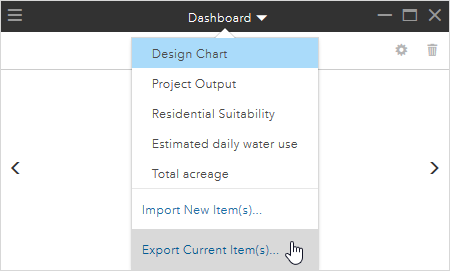 Dashboard
Design Chart
Project Output
Residential Suitability
Estimated daily water use
Total acreage
Import New Item(s)...
Export Current Item(s)...